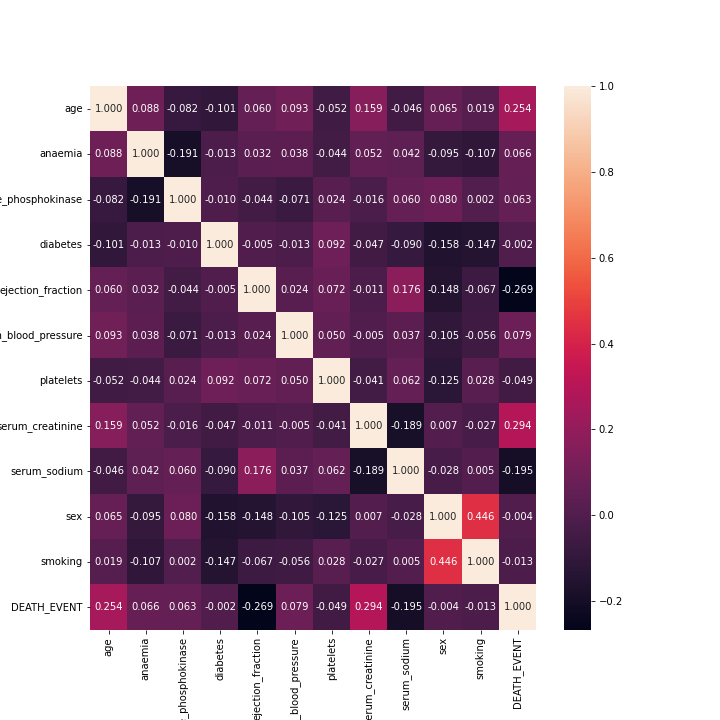 age 1.000 0.088 -0.082 -0.101 0.060 0.093 -0.052 0.159 -0.046 0.065 0.019 0.254
anaemia 0.088 1.000 -0.191 -0.013 0.032 0.038 -0.044 0.052 0.042 -0.095 -0.107 0.066
e_phosphokinase -0.082 -0.191 1.000 -0.010 -0.044 -0.071 0.024 -0.016 0.060 0.080 0.002 0.063
diabetes -0.101 -0.013 -0.010 1.000 -0.005 -0.013 0.092 -0.047 -0.090 -0.158 -0.147 -0.002
ejection_fraction 0.060 0.032 -0.044 -0.005 1.000 0.024 0.072 -0.011 0.176 -0.148 -0.067 -0.269
h_blood_pressure 0.093 0.038 -0.071 -0.013 0.024 1.000 0.050 -0.005 0.037 -0.105 -0.056 0.079
platelets -0.052 -0.044 0.024 0.092 0.072 0.050 1.000 -0.041 0.062 -0.125 0.028 -0.049
serum_creatinine 0.159 0.052 -0.016 -0.047 -0.011 -0.005 -0.041 1.000 -0.189 0.007 -0.027 0.294
serum_sodium -0.046 0.042 0.060 -0.090 0.176 0.037 0.062 -0.189 1.000 -0.028 0.005 -0.195
sex 0.065 -0.095 0.080 -0.158 -0.148 -0.105 -0.125 0.007 -0.028 1.000 0.446 -0.004
smoking 0.019 -0.107 0.002 -0.147 -0.067 -0.056 0.028 -0.027 0.005 0.446 1.000 -0.013
DEATH_EVENT 0.254 0.066 0.063 -0.002 -0.269 0.079 -0.049 0.294 -0.195 -0.004 -0.013 1.000
age
anaemia
_phosphokinase
diabetes
ejection_fraction
_blood_pressure
platelets
serum_creatinine
serum_sodium
sex
smoking
DEATH_EVENT
1.0
0.8
0.6
0.4
0.2
0.0
−0.2